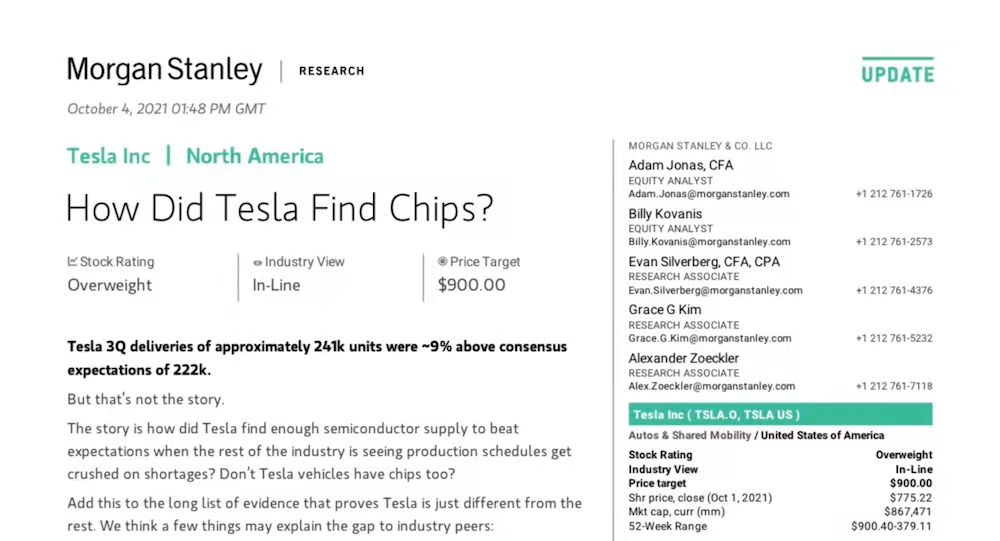 Morgan Stanley | RESEARCH
UPDATE
October 4, 2021 01:48 PM GMT
Tesla Inc | North America
How Did Tesla Find Chips?
Stock Rating
Overweight
Industry View
In-Line
Price Target
$900.00
Tesla 3Q deliveries of approximately 241k units were ~9% above consensus
expectations of 222k.
But that's not the story.
The story is how did Tesla find enough semiconductor supply to beat
expectations when the rest of the industry is seeing production schedules get
crushed on shortages? Don't Tesla vehicles have chips too?
Add this to the long list of evidence that proves Tesla is just different from the
rest. We think a few things may explain the gap to industry peers:
MORGAN STANLEY & CO. LLC
Adam Jonas, CFA
EQUITY ANALYST
Adam.Jonas@morganstanley.com +1 212 761-1726
Billy Kovanis
EQUITY ANALYST
Billy.Kovanis@morganstanley.com +1 212 761-2573
Evan Silverberg, CFA, CPA
RESEARCH ASSOCIATE
Evan.Silverberg@morganstanley.com +1 212 761-4376
Grace G Kim
RESEARCH ASSOCIATE
Grace.G.Kim@morganstanley.com +1 212 761-5232
Alexander Zoeckler
RESEARCH ASSOCIATE
Alex.Zoeckler@morganstanley.com +1 212 761-7118
Tesla Inc ( TSLA.O, TSLA US )
Autos & Shared Mobility / United States of America
Stock Rating Overweight
Industry View In-Line
Price target $900.00
Shr price, close (Oct 1, 2021) $775.22
Mkt cap, curr (mm) $867,471
52-Week Range $900.40-379.11